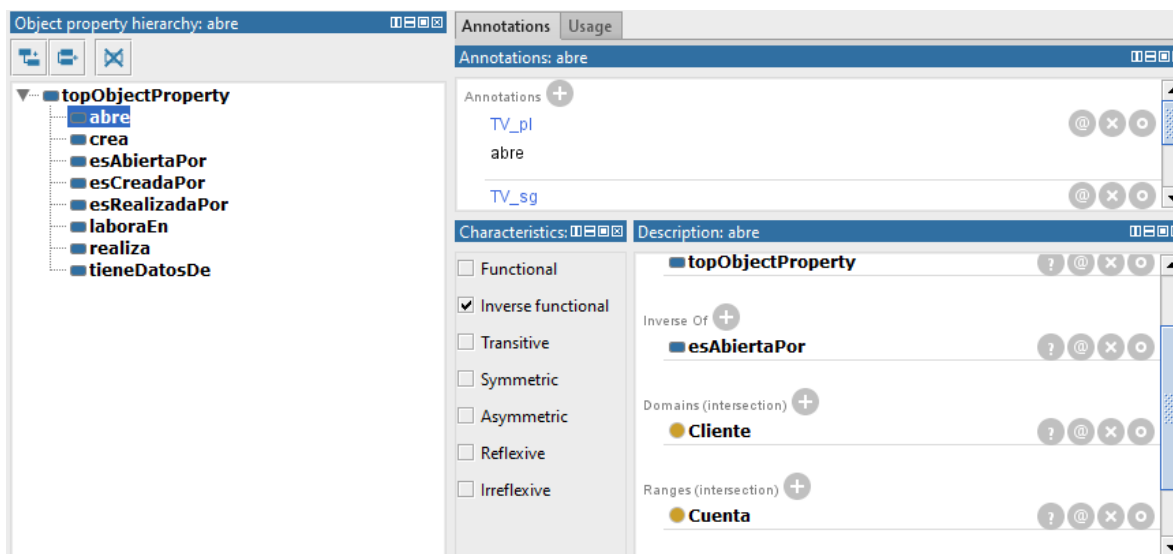 Object property hierarchy: abre
topObjectProperty
abre
crea
esAbiertaPor
esCreadaPor
esRealizadaPor
laboraEn
realiza
tieneDatosDe
Annotations Usage
Annotations: abre
Annotations
TV_pl
abre
TV_sg
Characteristics:
Functional
Inverse functional
Transitive
Symmetric
Asymmetric
Reflexive
Irreflexive
Description: abre
topObjectProperty
Inverse Of
esAbiertaPor
Domains (intersection)
Cliente
Ranges (intersection)
Cuenta